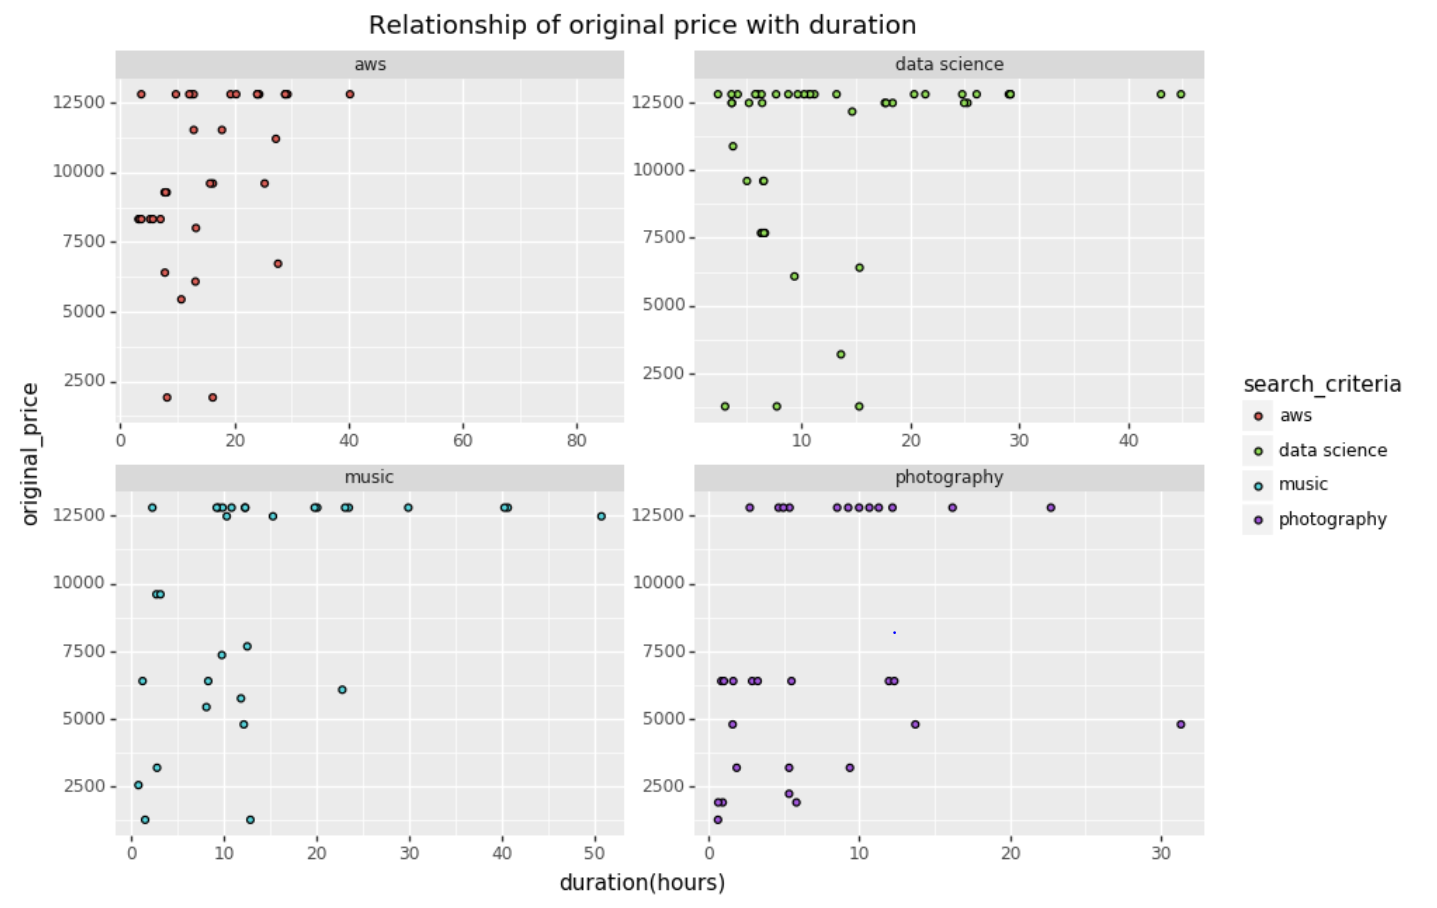 Relationship of original price with duration
aws
data science
12500
10000
7500
5000
2500
0 20 40 60 80
12500
10000
7500
5000
2500
10 20 30 40
music
photography
12500
10000
7500
5000
2500
0 10 20 30 40 50
12500
10000
7500
5000
2500
0 10 20 30
original_price
duration(hours)
search_criteria
aws
data science
music
photography